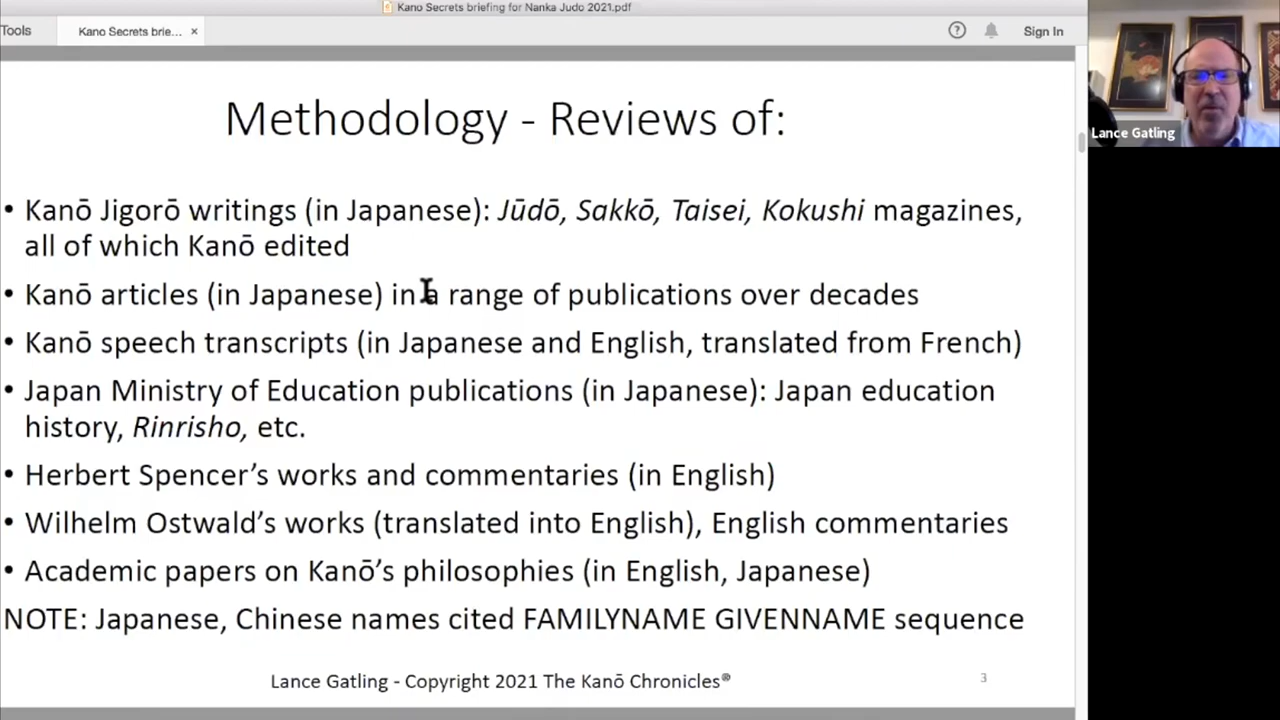 Kano Secrets briefing for Nanka Judo 2021.pdf
Tools
Kano Secrets brie... ×
? Sign In
Methodology - Reviews of:
• Kanō Jigorō writings (in Japanese): Jūdō, Sakkō, Taisei, Kokushi magazines,
all of which Kanō edited
• Kanō articles (in Japanese) in a range of publications over decades
• Kanō speech transcripts (in Japanese and English, translated from French)
• Japan Ministry of Education publications (in Japanese): Japan education
history, Rinrisho, etc.
• Herbert Spencer’s works and commentaries (in English)
• Wilhelm Ostwald’s works (translated into English), English commentaries
• Academic papers on Kanō’s philosophies (in English, Japanese)
NOTE: Japanese, Chinese names cited FAMILYNAME GIVENNAME sequence
Lance Gatling - Copyright 2021 The Kanō Chronicles®
3
Lance Gatling